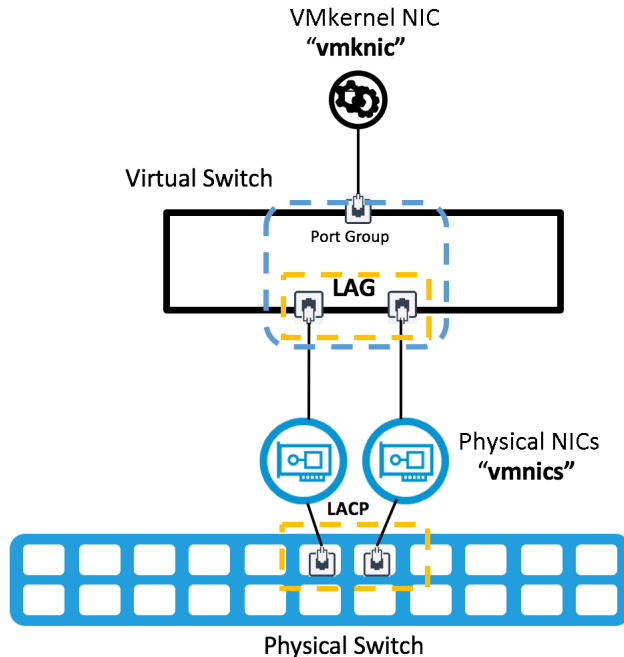 VMkernel NIC
“vmknic”
Virtual Switch
Port Group
LAG
Physical NICs
“vmnics”
LACP
Physical Switch